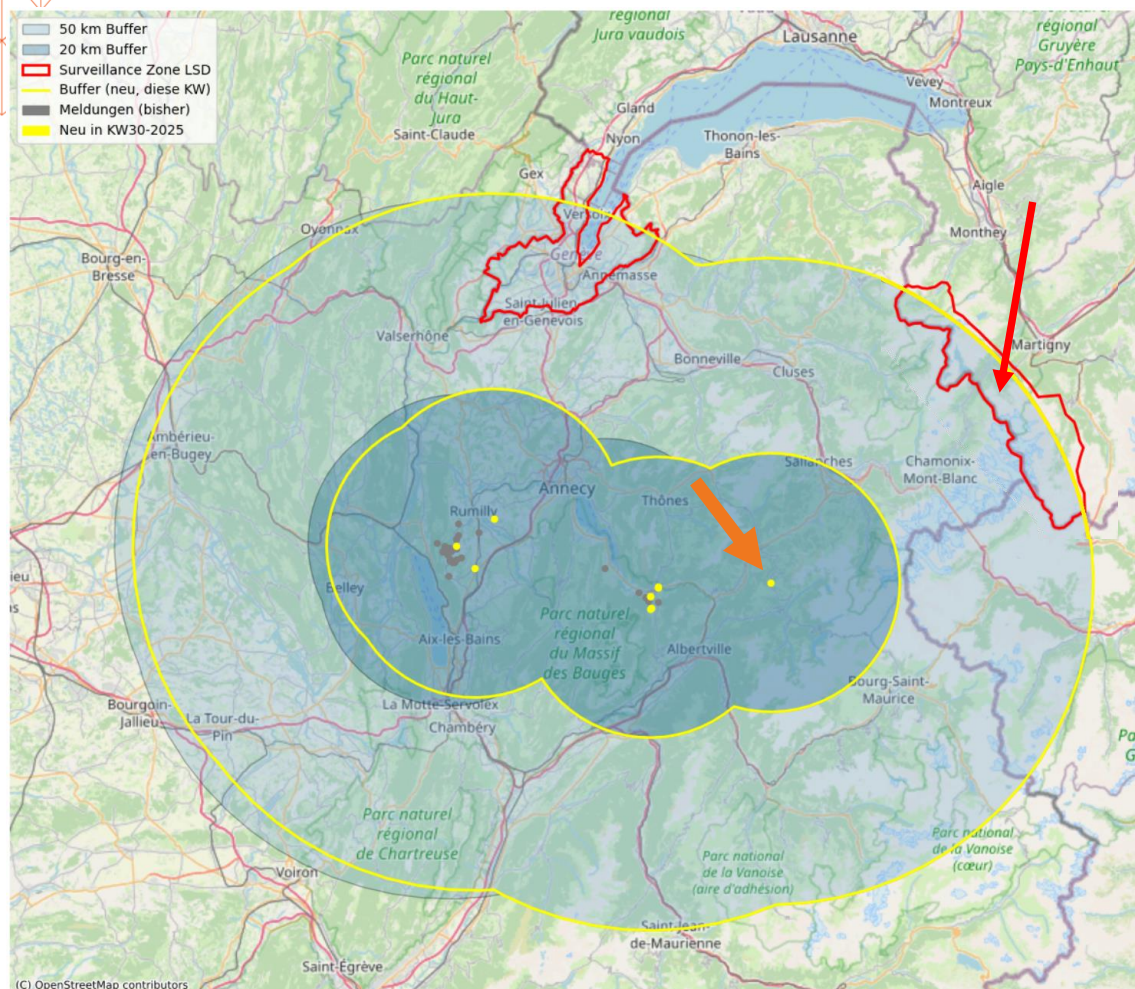 50 km Buffer
20 km Buffer
Surveillance Zone LSD
Buffer (neu, diese KW)
Meldungen (bisher)
Neu in KW30-2025
régional
Jura vaudois
Lausanne
régional
Gruyère
Pays-d'Enhaut
Parc naturel
régional
du Haut-
Jura
Vevey
Montreux
Gland
Saint-Claude
Nyon
Thonon-les-
Bains
Gex
Aigle
Oyonnax
Monthey
Bourg-en-
Bresse
Genève
Annemasse
Saint-Julien
en-Genevois
Valserhône
Martigny
Bonneville
Cluses
Ambérieu-
en-Bugey
Sallanches
Chamonix-
Mont-Blanc
Annecy
Thônes
Rumilly
ieu
Belley
ns
Parc naturel
régional
du Massif
des Bauges
Aix-les-Bains
Albertville
Bourg-Saint-
Maurice
Bourgoin-
Jallieu
La Motte-Servolex
La Tour-du-
Pin
Chambéry
Pa
G
Parc naturel
régional
de Chartreuse
Parc national
de la Vanoise
(cœur)
Parc national
de la Vanoise
(aire d'adhésion)
Voiron
Saint-Jean-
de-Maurienne
Saint-Égrève
(C) OpenStreetMap contributors